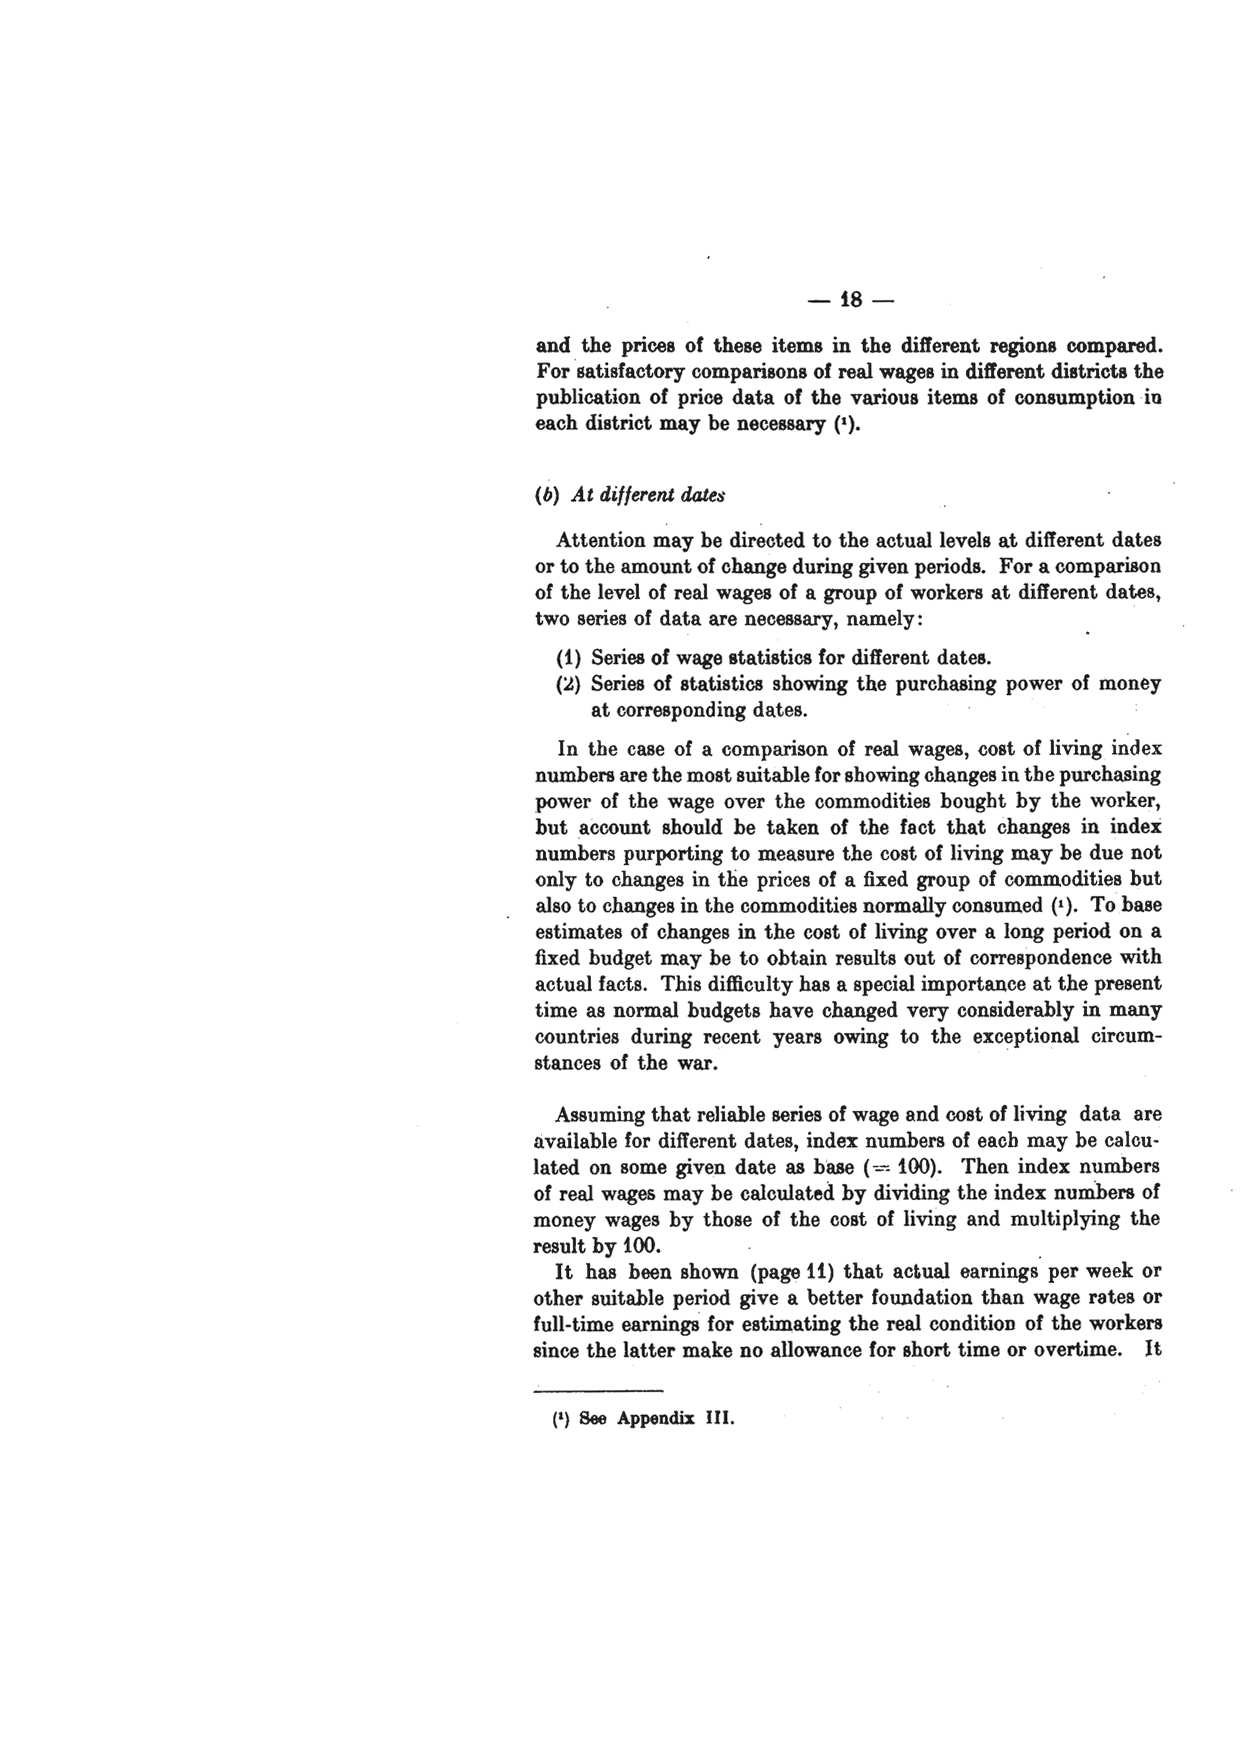 — 18 —
and the prices of these items in the different regions compared.
For satisfactory comparisons of real wages in different districts the
publication of price data of the various items of consumption in
each district may be necessary (¹).
(b) At different dates
Attention may be directed to the actual levels at different dates
or to the amount of change during given periods. For a comparison
of the level of real wages of a group of workers at different dates,
two series of data are necessary, namely:
(1) Series of wage statistics for different dates.
(2) Series of statistics showing the purchasing power of money
at corresponding dates.
In the case of a comparison of real wages, cost of living index
numbers are the most suitable for showing changes in the purchasing
power of the wage over the commodities bought by the worker,
but account should be taken of the fact that changes in index
numbers purporting to measure the cost of living may be due not
only to changes in the prices of a fixed group of commodities but
also to changes in the commodities normally consumed (¹). To base
estimates of changes in the cost of living over a long period on a
fixed budget may be to obtain results out of correspondence with
actual facts. This difficulty has a special importance at the present
time as normal budgets have changed very considerably in many
countries during recent years owing to the exceptional circum-
stances of the war.
Assuming that reliable series of wage and cost of living data are
available for different dates, index numbers of each may be calcu-
lated on some given date as base (= 100). Then index numbers
of real wages may be calculated by dividing the index numbers of
money wages by those of the cost of living and multiplying the
result by 100.
It has been shown (page 11) that actual earnings per week or
other suitable period give a better foundation than wage rates or
full-time earnings for estimating the real condition of the workers
since the latter make no allowance for short time or overtime. It
(¹) See Appendix III.